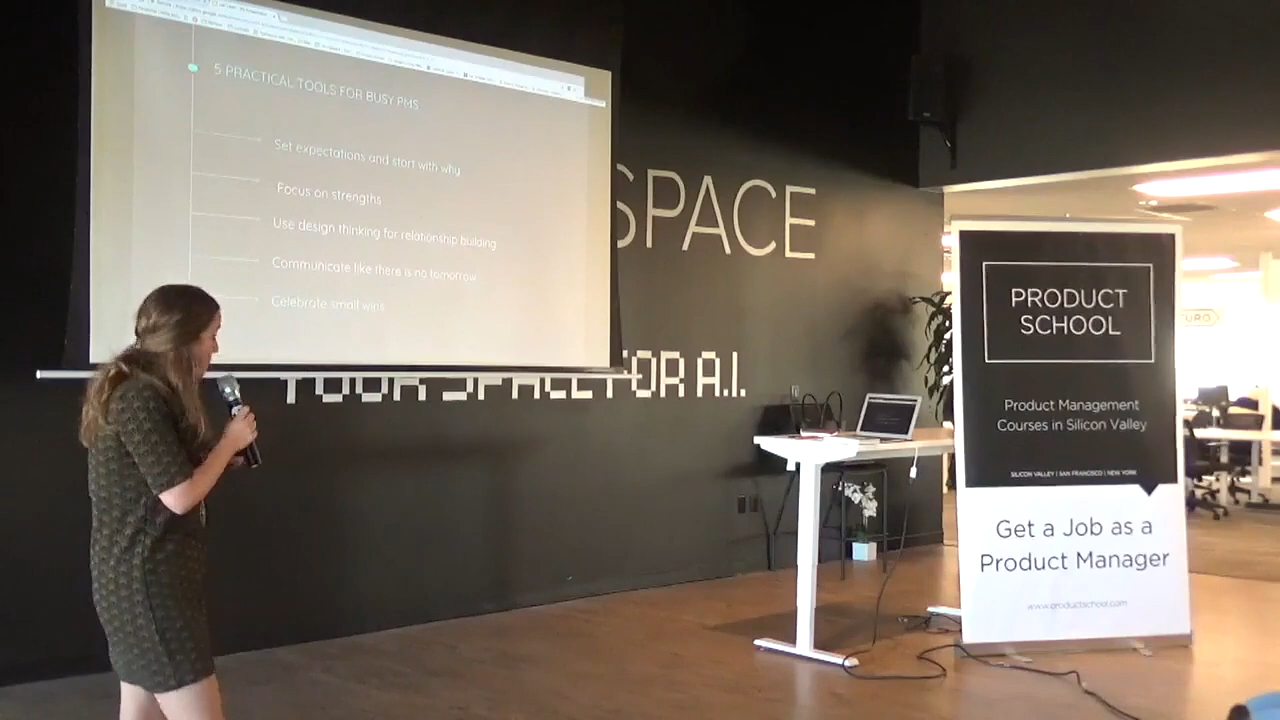 5 PRACTICAL TOOLS FOR BUSY PMS
Set expectations and start with why
Focus on strengths
Use design thinking for relationship building
Communicate like there is no tomorrow
Celebrate small wins
SPACE
YOUR SPACE FOR A.I.
PRODUCT
SCHOOL
Product Management
Courses in Silicon Valley
SILICON VALLEY | SAN FRANCISCO | NEW YORK
Get a Job as a
Product Manager
www.productschool.com